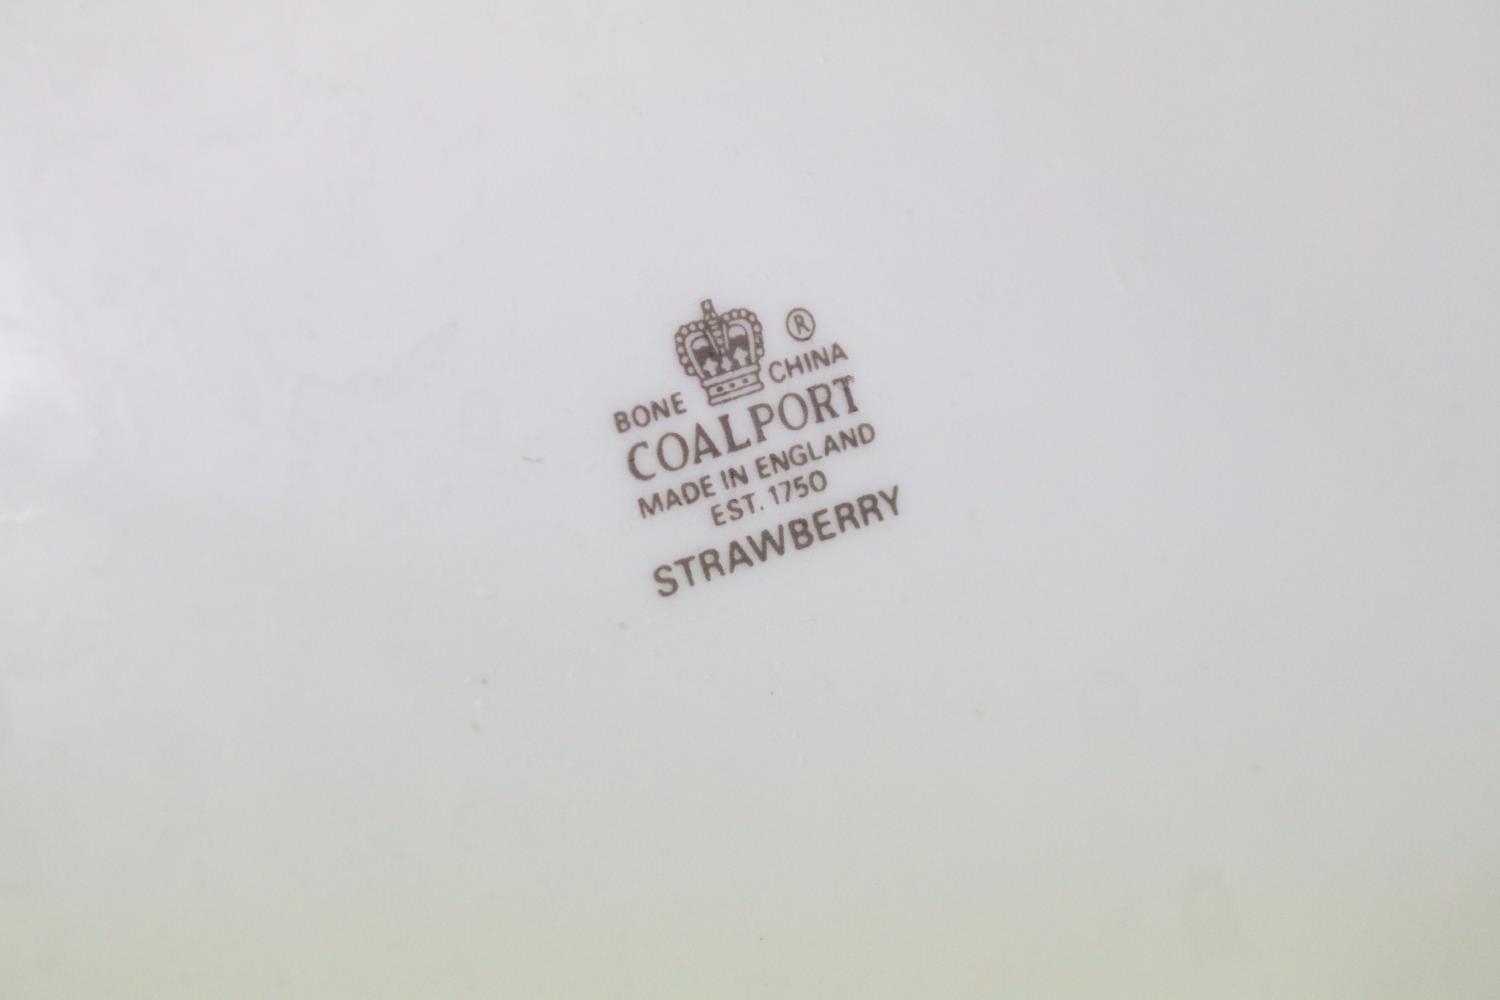 ®
BONE CHINA
COALPORT
MADE IN ENGLAND
EST. 1750
STRAWBERRY